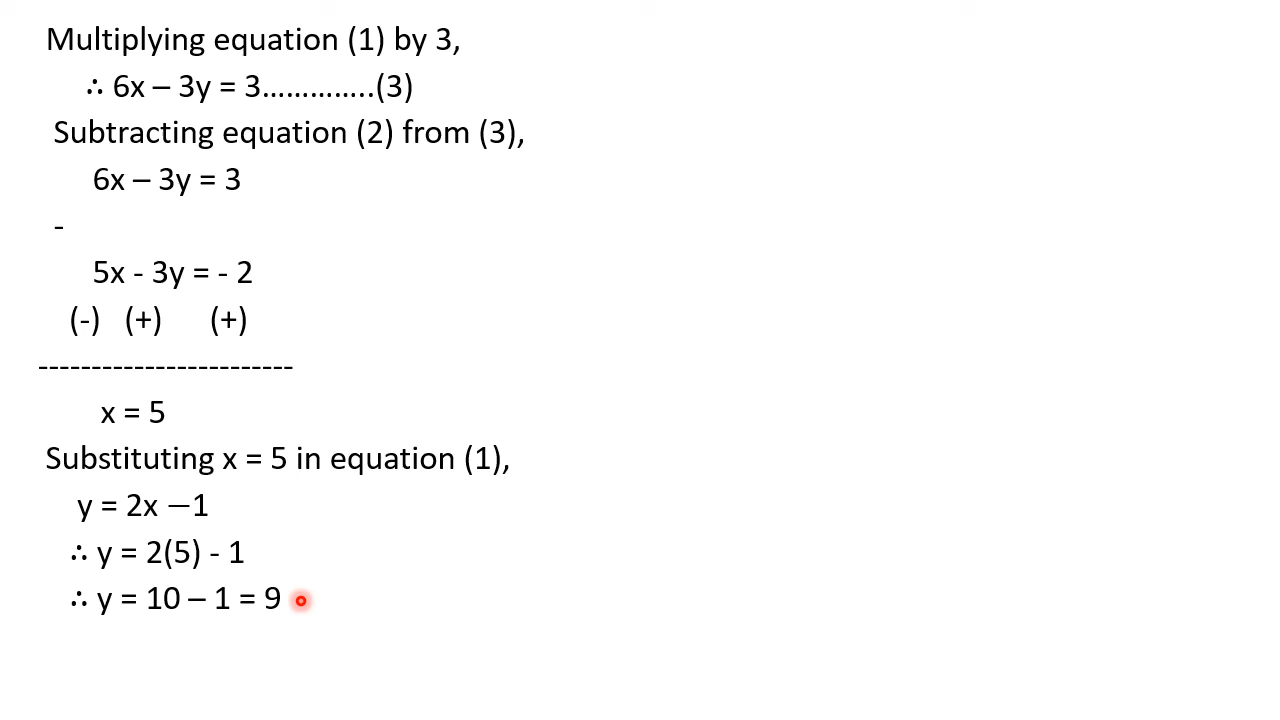 Multiplying equation (1) by 3,
∴ 6x – 3y = 3…………..(3)
Subtracting equation (2) from (3),
6x – 3y = 3
-
5x - 3y = - 2
(-) (+) (+)
------------------------
x = 5
Substituting x = 5 in equation (1),
y = 2x −1
∴ y = 2(5) - 1
∴ y = 10 – 1 = 9